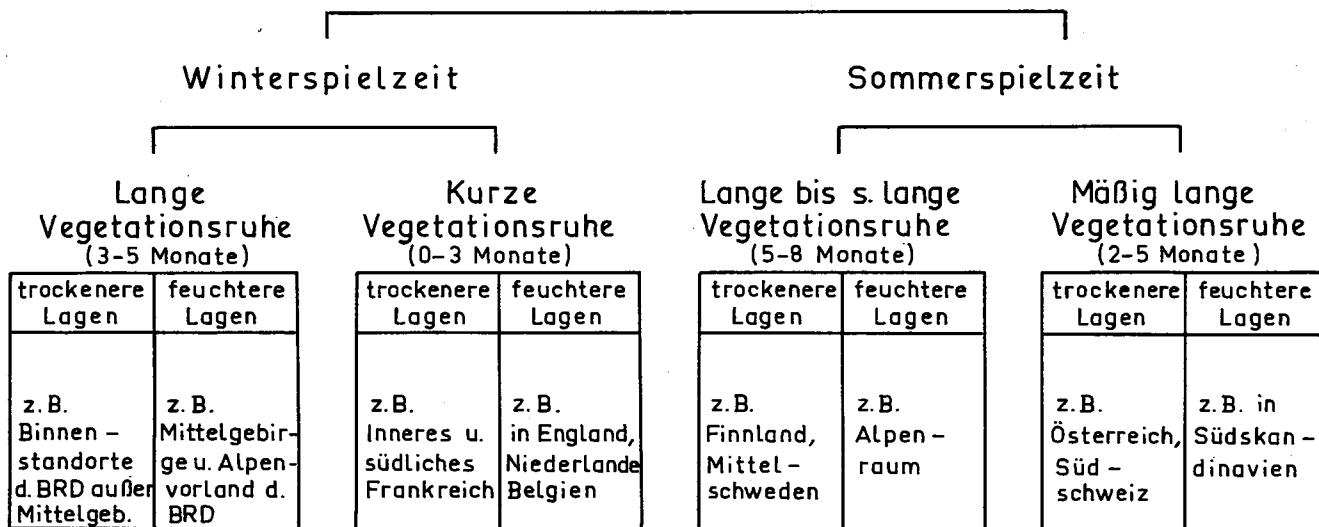 Winterspielzeit
Sommerspielzeit
Lange
Vegetationsruhe
(3-5 Monate)
Kurze
Vegetationsruhe
(0-3 Monate)
Lange bis s. lange
Vegetationsruhe
(5-8 Monate)
Mäßig lange
Vegetationsruhe
(2-5 Monate)
trockenere
Lagen
feuchtere
Lagen
trockenere
Lagen
feuchtere
Lagen
trockenere
Lagen
feuchtere
Lagen
trockenere
Lagen
feuchtere
Lagen
z.B.
Binnen-
standorte
d. BRD außer
Mittelgeb.
z.B.
Mittelgebir-
ge u. Alpen-
vorland d.
BRD
z.B.
Inneres u.
südliches
Frankreich
z.B.
in England,
Niederlande
Belgien
z.B.
Finnland,
Mittel-
schweden
z.B.
Alpen-
raum
z.B.
Österreich,
Süd-
schweiz
z.B. in
Südskan-
dinavien